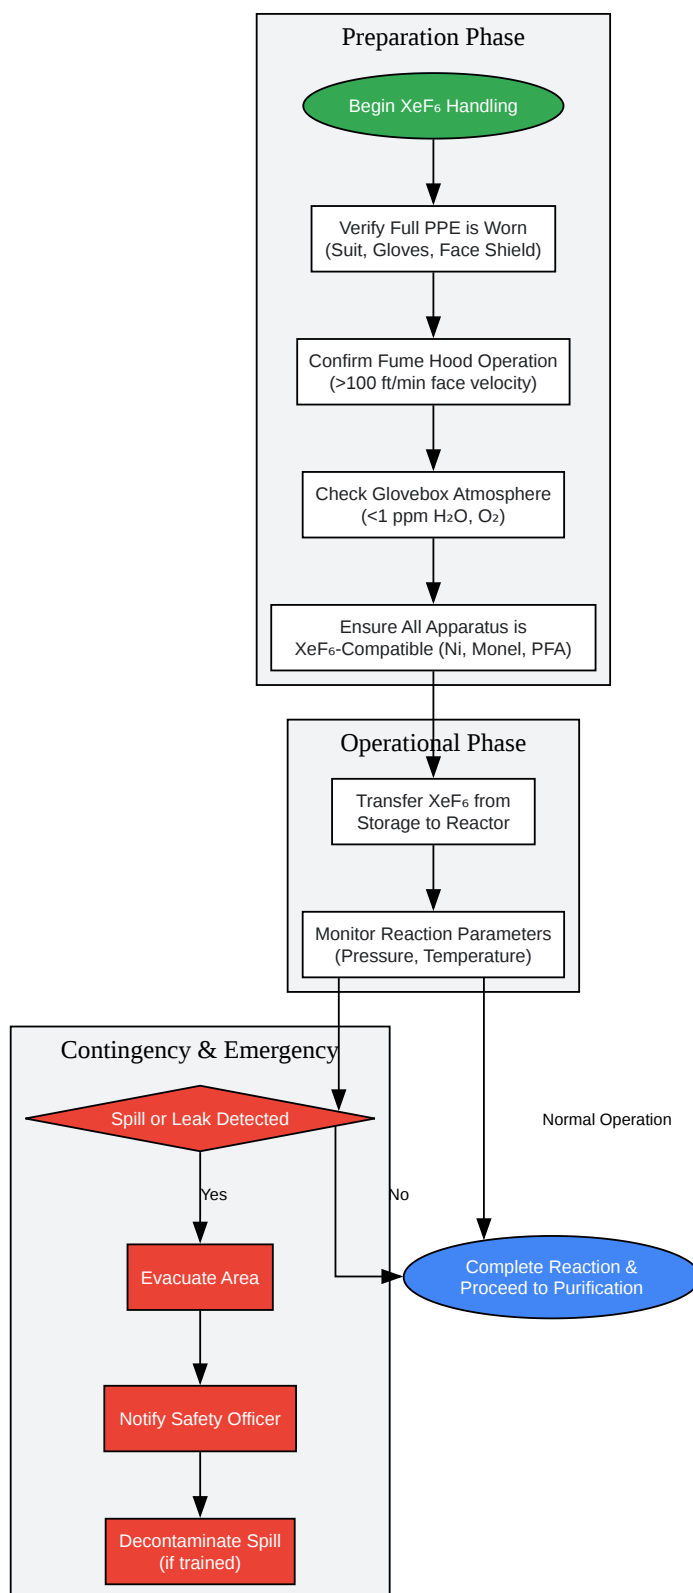 Preparation Phase
Begin XeF₆ Handling
Verify Full PPE is Worn
(Suit, Gloves, Face Shield)
Confirm Fume Hood Operation
(>100 ft/min face velocity)
Check Glovebox Atmosphere
(<1 ppm H₂O, O₂)
Ensure All Apparatus is
XeF₆-Compatible (Ni, Monel, PFA)
Operational Phase
Transfer XeF₆ from
Storage to Reactor
Monitor Reaction Parameters
(Pressure, Temperature)
Contingency & Emergency
Spill or Leak Detected
Normal Operation
Yes
No
Evacuate Area
Complete Reaction &
Proceed to Purification
Notify Safety Officer
Decontaminate Spill
(if trained)